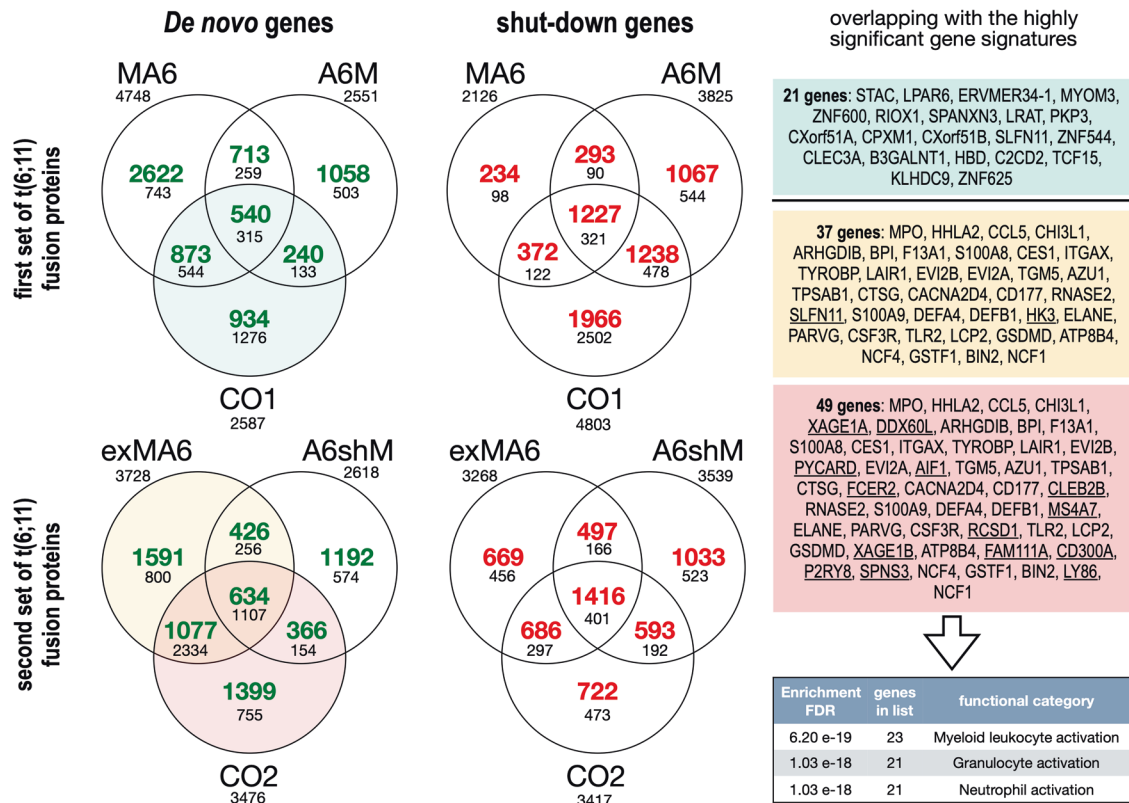 De novo genes
shut-down genes
overlapping with the highly
significant gene signatures
first set of t(6;11)
fusion proteins
MA6
4748
A6M
2551
713
259
2622
743
1058
503
540
315
873
544
240
133
934
1276
CO1
2587
MA6
2126
A6M
3825
293
90
234
98
1067
544
1227
321
372
122
1238
478
1966
2502
CO1
4803
21 genes: STAC, LPAR6, ERVMER34-1, MYOM3,
ZNF600, RIOX1, SPANXN3, LRAT, PKP3,
CXorf51A, CPXM1, CXorf51B, SLFN11, ZNF544,
CLEC3A, B3GALNT1, HBD, C2CD2, TCF15,
KLHDC9, ZNF625
37 genes: MPO, HHLA2, CCL5, CHI3L1,
ARHGDIB, BPI, F13A1, S100A8, CES1, ITGAX,
TYROBP, LAIR1, EVI2B, EVI2A, TGM5, AZU1,
TPSAB1, CTSG, CACNA2D4, CD177, RNASE2,
SLFN11, S100A9, DEFA4, DEFB1, HK3, ELANE,
PARVG, CSF3R, TLR2, LCP2, GSDMD, ATP8B4,
NCF4, GSTF1, BIN2, NCF1
second set of t(6;11)
fusion proteins
exMA6
3728
A6shM
2618
426
256
1591
800
1192
574
634
1107
1077
2334
366
154
1399
755
CO2
3476
exMA6
3268
A6shM
3539
497
166
669
456
1033
523
1416
401
686
297
593
192
722
473
CO2
3417
49 genes: MPO, HHLA2, CCL5, CHI3L1,
XAGE1A, DDX60L, ARHGDIB, BPI, F13A1,
S100A8, CES1, ITGAX, TYROBP, LAIR1, EVI2B,
PYCARD, EVI2A, AIF1, TGM5, AZU1, TPSAB1,
CTSG, FCER2, CACNA2D4, CD177, CLEB2B,
RNASE2, S100A9, DEFA4, DEFB1, MS4A7,
ELANE, PARVG, CSF3R, RCSD1, TLR2, LCP2,
GSDMD, XAGE1B, ATP8B4, FAM111A, CD300A,
P2RY8, SPNS3, NCF4, GSTF1, BIN2, LY86,
NCF1
Enrichment FDR genes in list functional category
6.20 e-19 23 Myeloid leukocyte activation
1.03 e-18 21 Granulocyte activation
1.03 e-18 21 Neutrophil activation